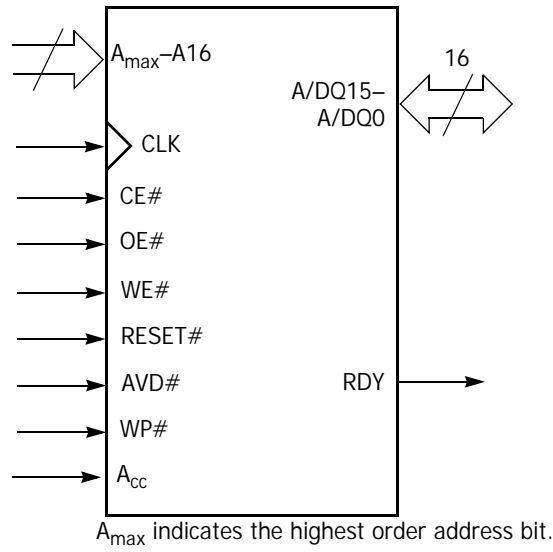 Amax–A16
16
A/DQ15–
A/DQ0
CLK
CE#
OE#
WE#
RESET#
AVD#
RDY
WP#
Acc
Amax indicates the highest order address bit.